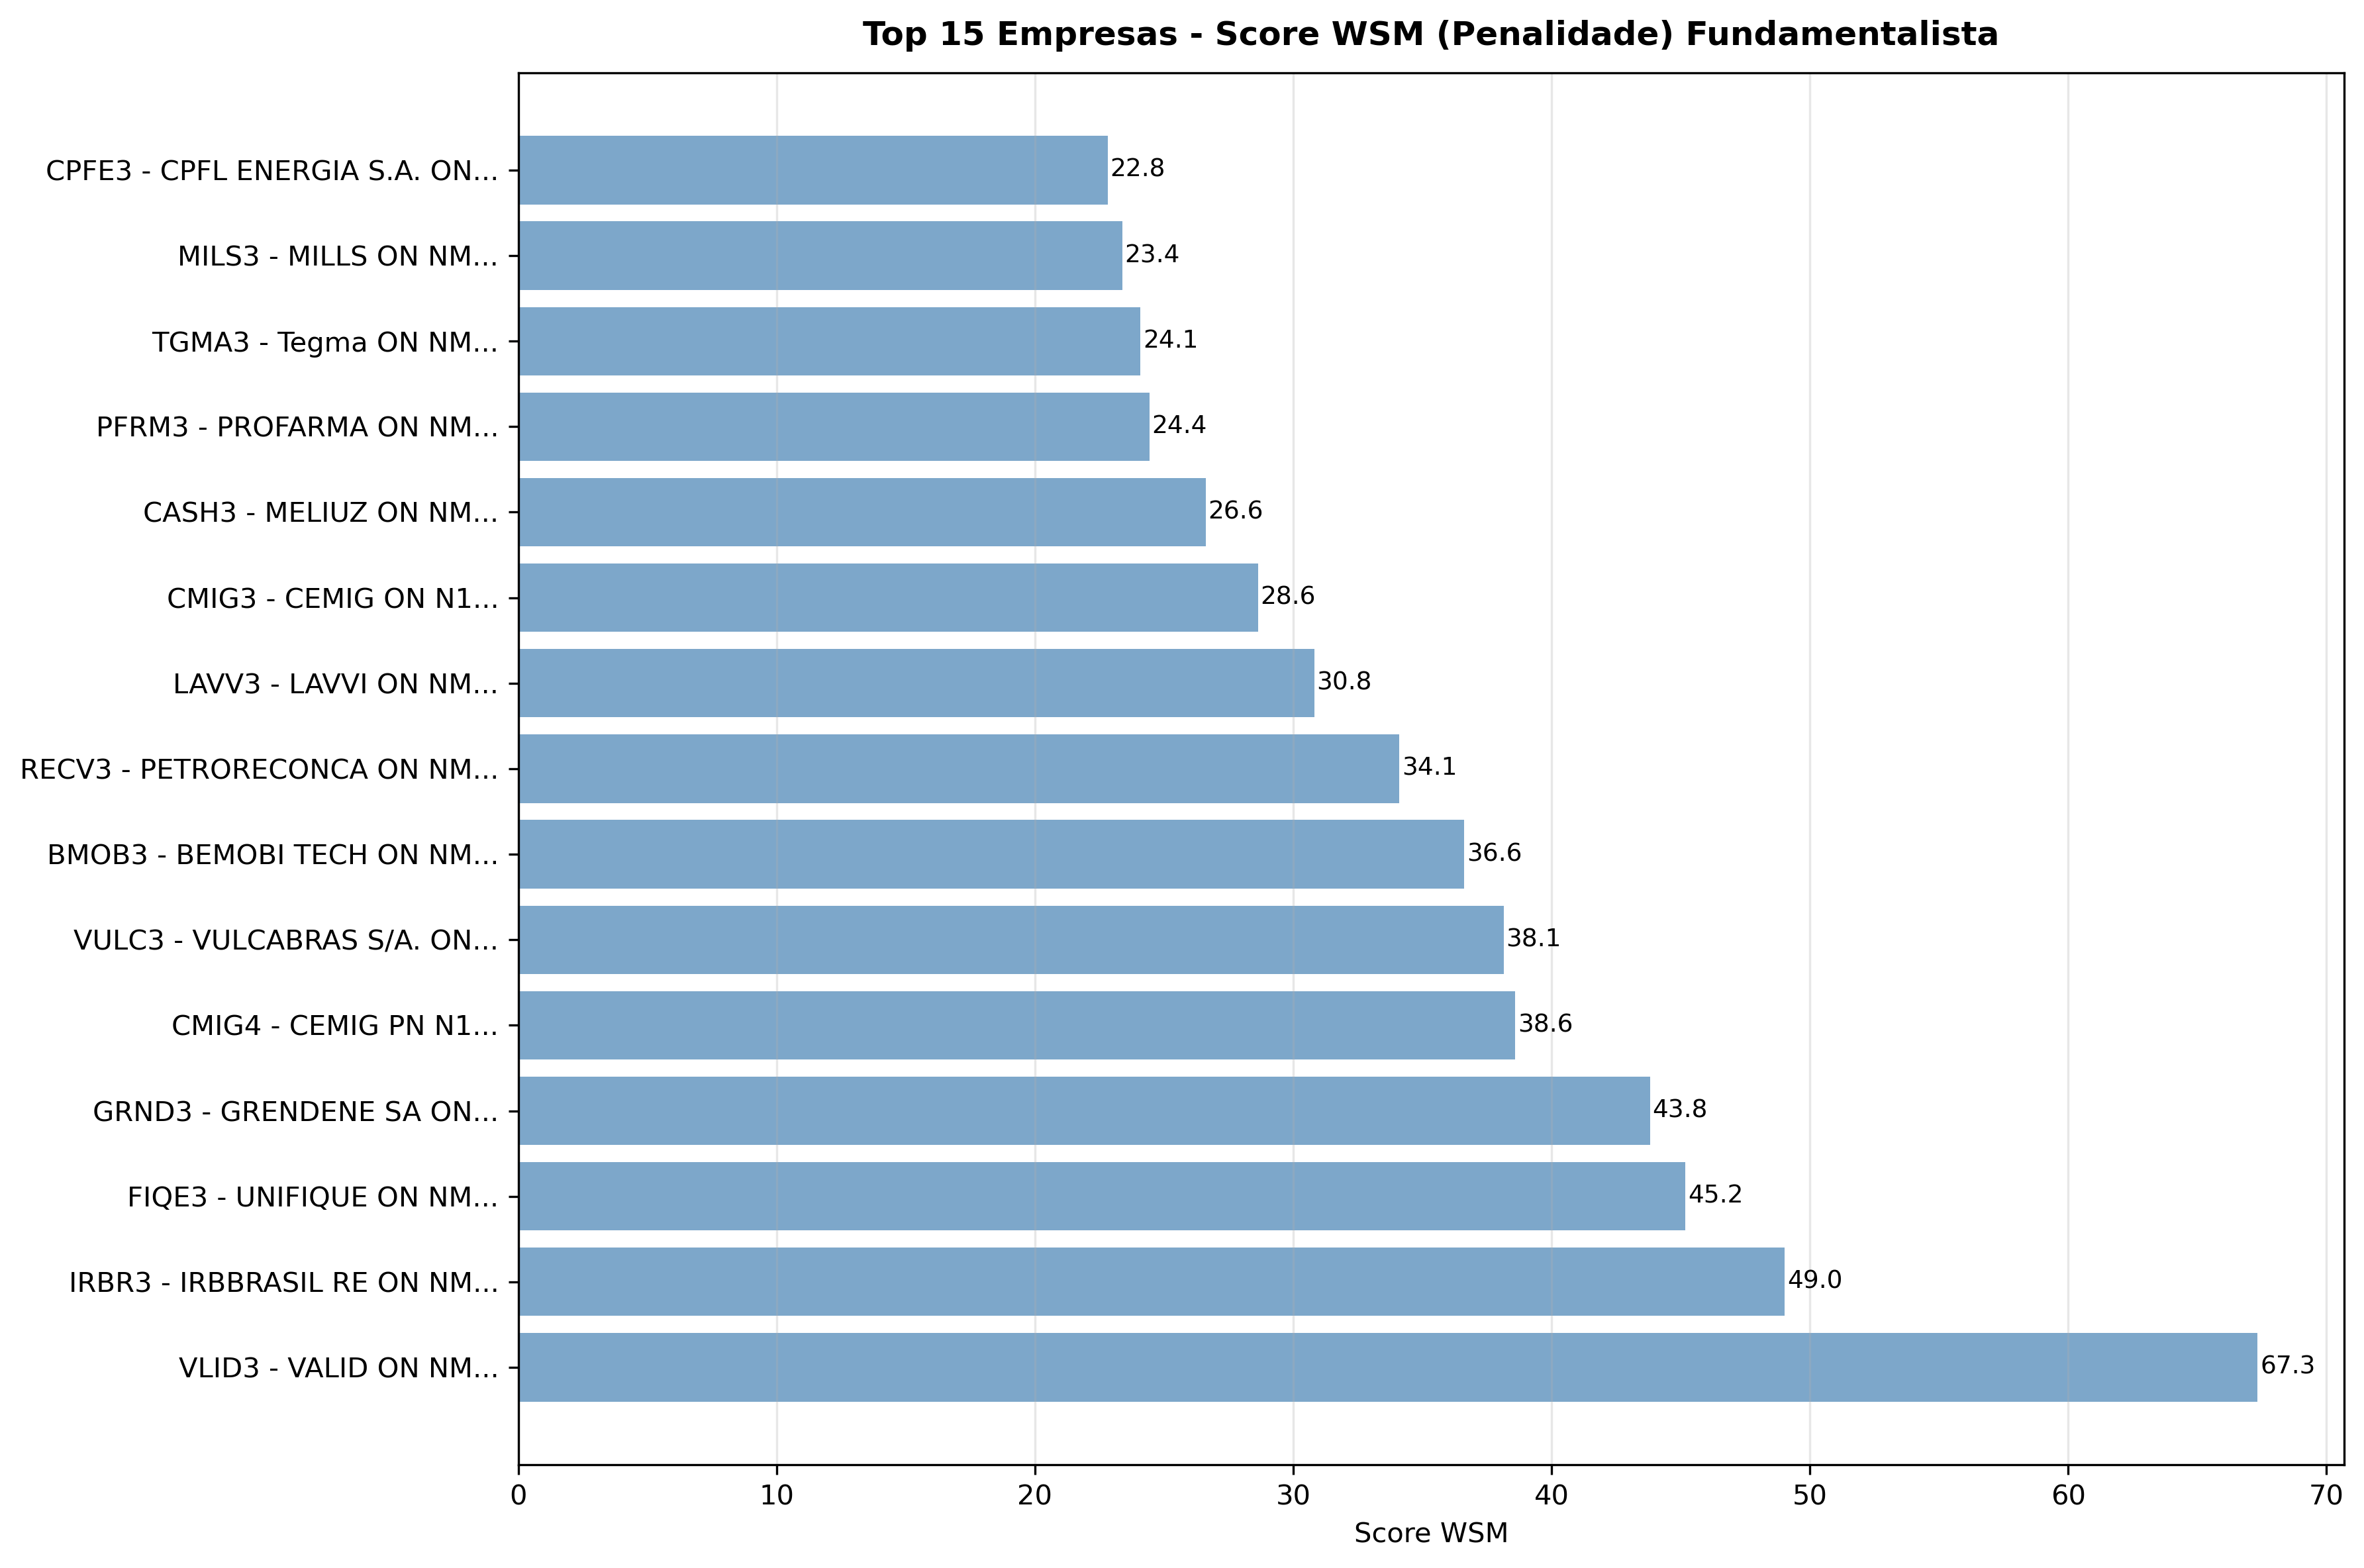 Top 15 Empresas - Score WSM (Penalidade) Fundamentalista
CPFE3 - CPFL ENERGIA S.A. ON... 22.8
MILS3 - MILLS ON NM... 23.4
TGMA3 - Tegma ON NM... 24.1
PFRM3 - PROFARMA ON NM... 24.4
CASH3 - MELIUZ ON NM... 26.6
CMIG3 - CEMIG ON N1... 28.6
LAVV3 - LAVVI ON NM... 30.8
RECV3 - PETRORECONCA ON NM... 34.1
BMOB3 - BEMOBI TECH ON NM... 36.6
VULC3 - VULCABRAS S/A. ON... 38.1
CMIG4 - CEMIG PN N1... 38.6
GRND3 - GRENDENE SA ON... 43.8
FIQE3 - UNIFIQUE ON NM... 45.2
IRBR3 - IRBBRASIL RE ON NM... 49.0
VLID3 - VALID ON NM... 67.3
0 10 20 30 40 50 60 70
Score WSM